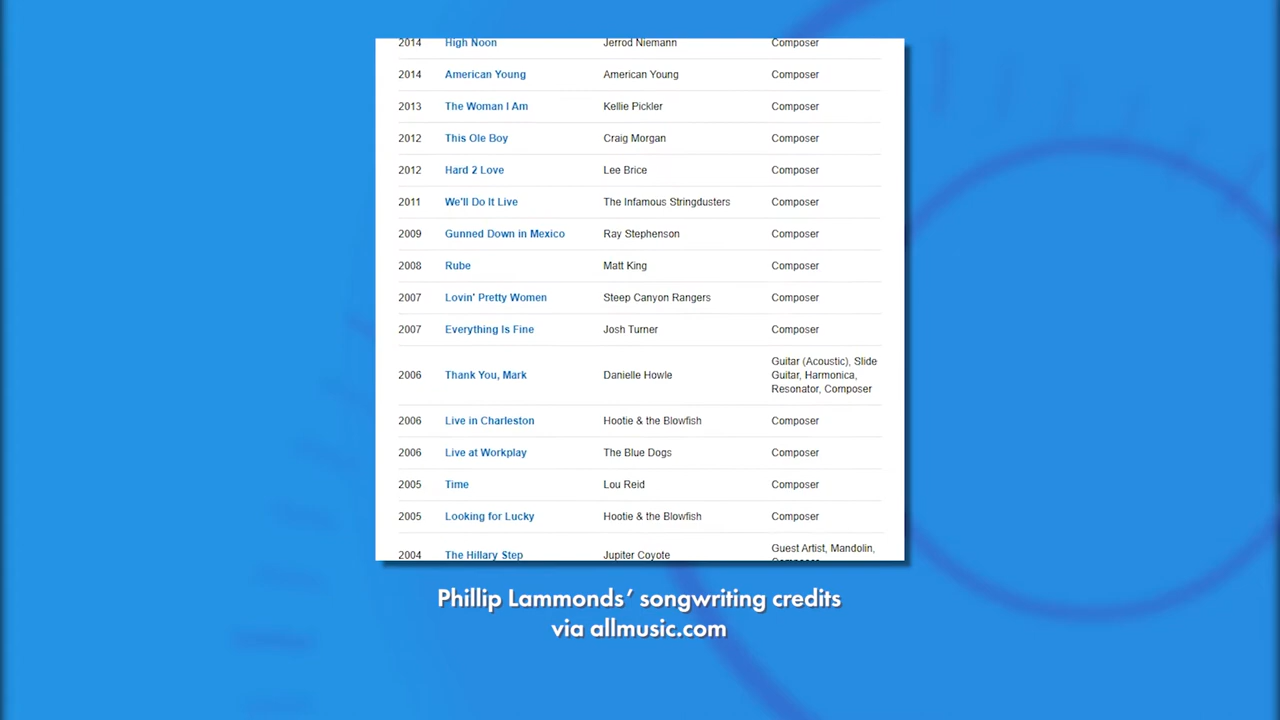 2014 High Noon Jerrod Niemann Composer
2014 American Young American Young Composer
2013 The Woman I Am Kellie Pickler Composer
2012 This Ole Boy Craig Morgan Composer
2012 Hard 2 Love Lee Brice Composer
2011 We'll Do It Live The Infamous Stringdusters Composer
2009 Gunned Down in Mexico Ray Stephenson Composer
2008 Rube Matt King Composer
2007 Lovin' Pretty Women Steep Canyon Rangers Composer
2007 Everything Is Fine Josh Turner Composer
Guitar (Acoustic), Slide
2006 Thank You, Mark Danielle Howle Guitar, Harmonica,
Resonator, Composer
2006 Live in Charleston Hootie & the Blowfish Composer
2006 Live at Workplay The Blue Dogs Composer
2005 Time Lou Reid Composer
2005 Looking for Lucky Hootie & the Blowfish Composer
Guest Artist, Mandolin,
2004 The Hillary Step Jupiter Coyote
Phillip Lammonds' songwriting credits
via allmusic.com